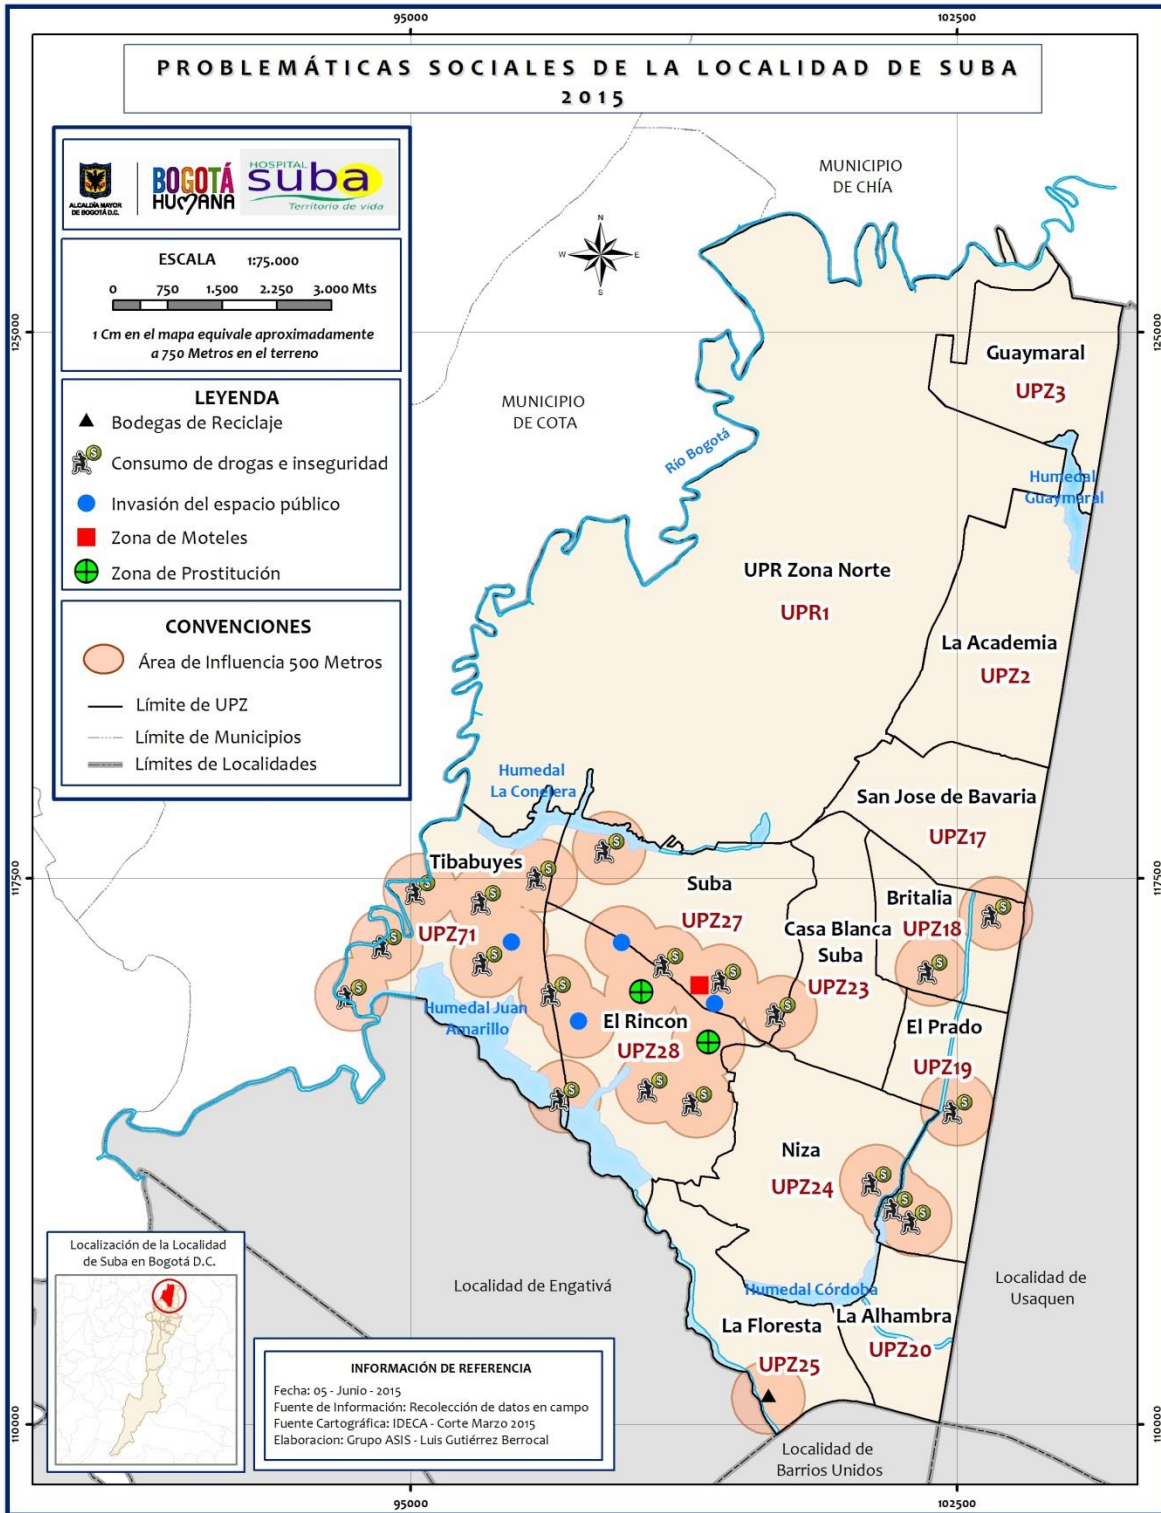 95000
102500
PROBLEMÁTICAS SOCIALES DE LA LOCALIDAD DE SUBA
2015
ALCALDÍA MAYOR
DE BOGOTÁ D.C.
BOGOTÁ
HUMANA
HOSPITAL
suba
Territorio de vida
ESCALA 1:75.000
0 750 1.500 2.250 3.000 Mts
1 Cm en el mapa equivale aproximadamente
a 750 Metros en el terreno
LEYENDA
Bodegas de Reciclaje
Consumo de drogas e inseguridad
Invasión del espacio público
Zona de Moteles
Zona de Prostitución
CONVENCIONES
Área de Influencia 500 Metros
Límite de UPZ
Límite de Municipios
Límites de Localidades
N
W E
S
MUNICIPIO
DE CHÍA
125000
125000
Guaymaral
UPZ3
MUNICIPIO
DE COTA
Río Bogotá
Humedal
Guaymaral
UPR Zona Norte
UPR1
La Academia
UPZ2
Humedal
La Conejera
San Jose de Bavaria
UPZ17
Tibabuyes
UPZ71
117500
117500
Suba
UPZ27
Britalia
UPZ18
Casa Blanca
Suba
UPZ23
Humedal Juan
Amarillo
El Rincon
UPZ28
El Prado
UPZ19
Niza
UPZ24
Localización de la Localidad
de Suba en Bogotá D.C.
Localidad de Engativá
Humedal Córdoba
Localidad de
Usaquen
La Floresta
UPZ25
La Alhambra
UPZ20
INFORMACIÓN DE REFERENCIA
Fecha: 05 - Junio - 2015
Fuente de Información: Recolección de datos en campo
Fuente Cartográfica: IDECA - Corte Marzo 2015
Elaboracion: Grupo ASIS - Luis Gutiérrez Berrocal
110000
110000
Localidad de
Barrios Unidos
95000
102500